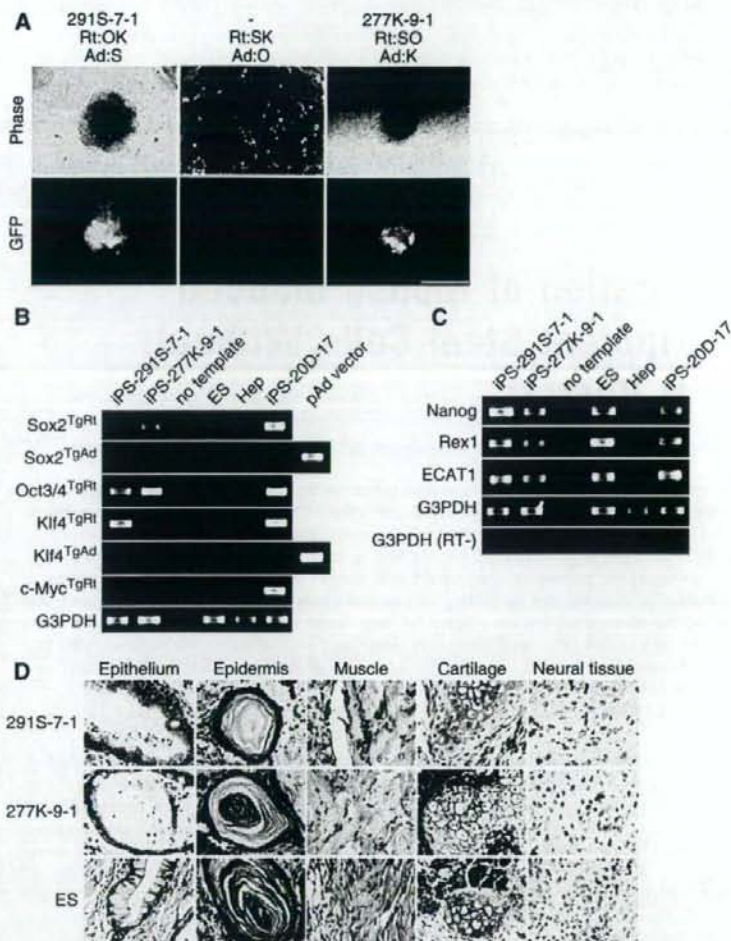 A
291S-7-1
Rt:OK
Ad:S
-
Rt:SK
Ad:O
277K-9-1
Rt:SO
Ad:K
Phase
GFP
B
iPS-291S-7-1
iPS-277K-9-1
no template
ES
Hep
iPS-20D-17
pAd vector
Sox2TgRt
Sox2TgAd
Oct3/4TgRt
Klf4TgRt
Klf4TgAd
c-MycTgRt
G3PDH
C
iPS-291S-7-1
iPS-277K-9-1
no template
ES
Hep
iPS-20D-17
Nanog
Rex1
ECAT1
G3PDH
G3PDH (RT-)
D
Epithelium
Epidermis
Muscle
Cartilage
Neural tissue
291S-7-1
277K-9-1
ES